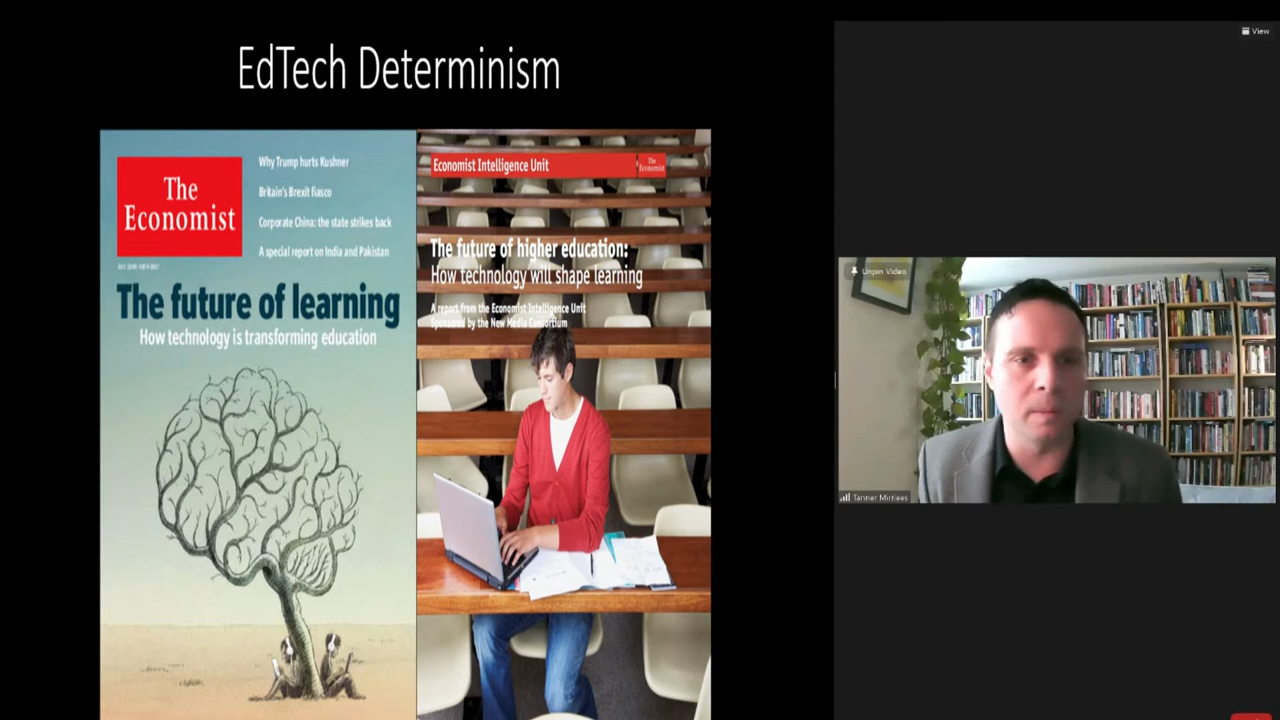 EdTech Determinism
The
Economist
Why Trump hurts Kushner
Britain's Brexit fiasco
Corporate China: the state strikes back
A special report on India and Pakistan
The future of learning
How technology is transforming education
Economist Intelligence Unit
The
Economist
The future of higher education:
How technology will shape learning
A report from the Economist Intelligence Unit
Sponsored by the New Media Consortium
View
Unpin Video
Tanner Mirrlees